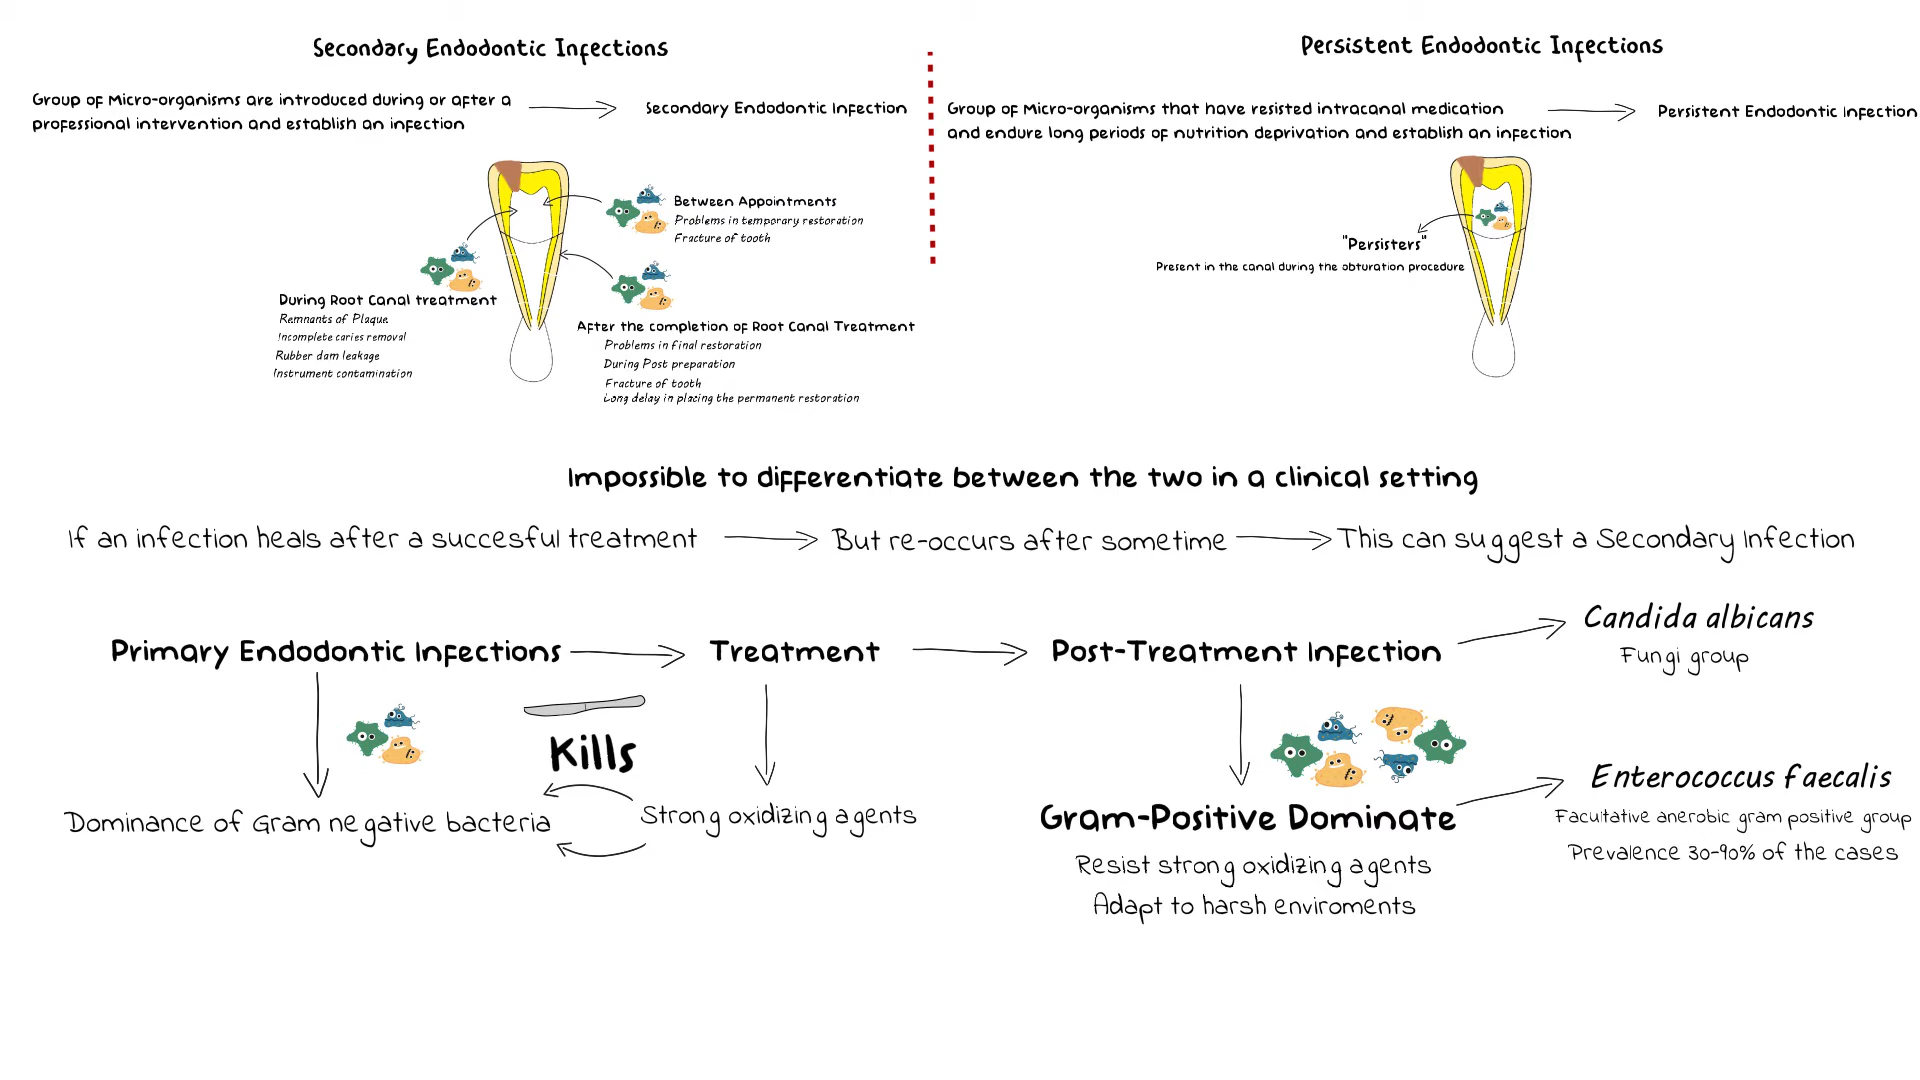 Secondary Endodontic Infections
Group of Micro-organisms are introduced during or after a
professional intervention and establish an infection
Secondary Endodontic Infection
Between Appointments
Problems in temporary restoration
Fracture of tooth
During Root Canal treatment
Remnants of Plaque
Incomplete caries removal
Rubber dam leakage
Instrument contamination
After the completion of Root Canal Treatment
Problems in final restoration
During Post preparation
Fracture of tooth
Long delay in placing the permanent restoration
Persistent Endodontic Infections
Group of Micro-organisms that have resisted intracanal medication
and endure long periods of nutrition deprivation and establish an infection
Persistent Endodontic Infection
"Persisters"
Present in the canal during the obturation procedure
Impossible to differentiate between the two in a clinical setting
If an infection heals after a succesful treatment
But re-occurs after sometime
This can suggest a Secondary Infection
Primary Endodontic Infections
Treatment
Post-Treatment Infection
Candida albicans
Fungi group
Kills
Dominance of Gram negative bacteria
Strong oxidizing agents
Gram-Positive Dominate
Resist strong oxidizing agents
Adapt to harsh enviroments
Enterococcus faecalis
Facultative anerobic gram positive group
Prevalence 30-90% of the cases